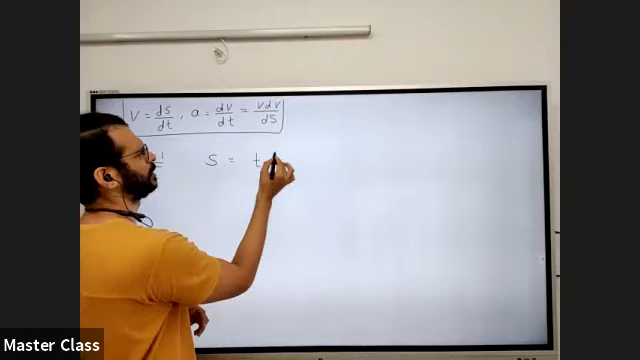 V = dS/dt , a = dV/dt = VdV/dS
S = t
Master Class